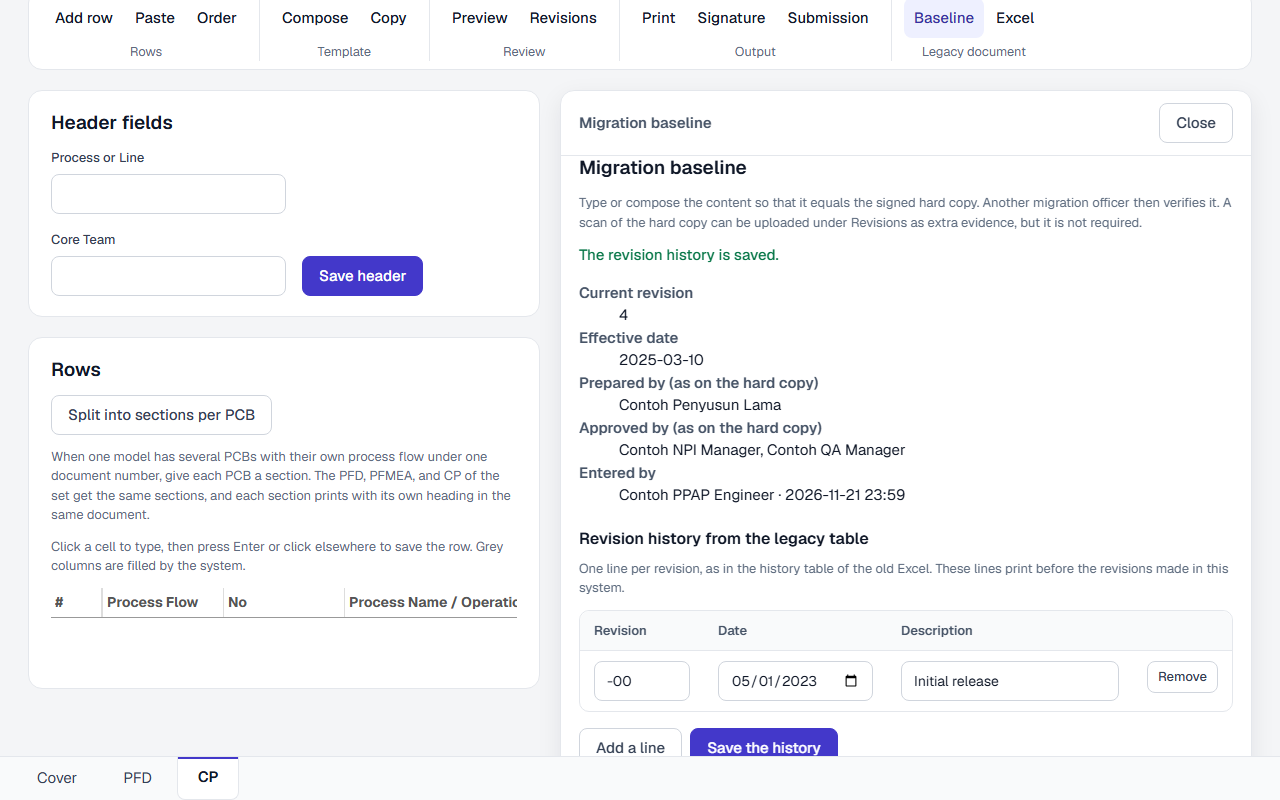 Add row Paste Order Compose Copy Preview Revisions Print Signature Submission Baseline Excel
Rows Template Review Output Legacy document
Header fields
Process or Line
Core Team
Save header
Rows
Split into sections per PCB
When one model has several PCBs with their own process flow under one
document number, give each PCB a section. The PFD, PFMEA, and CP of the
set get the same sections, and each section prints with its own heading in the
same document.
Click a cell to type, then press Enter or click elsewhere to save the row. Grey
columns are filled by the system.
# Process Flow No Process Name / Operatio
Migration baseline
Close
Migration baseline
Type or compose the content so that it equals the signed hard copy. Another migration officer then verifies it. A
scan of the hard copy can be uploaded under Revisions as extra evidence, but it is not required.
The revision history is saved.
Current revision
4
Effective date
2025-03-10
Prepared by (as on the hard copy)
Contoh Penyusun Lama
Approved by (as on the hard copy)
Contoh NPI Manager, Contoh QA Manager
Entered by
Contoh PPAP Engineer · 2026-11-21 23:59
Revision history from the legacy table
One line per revision, as in the history table of the old Excel. These lines print before the revisions made in this
system.
Revision Date Description
-00 05/01/2023 Initial release Remove
Add a line Save the history
Cover PFD CP